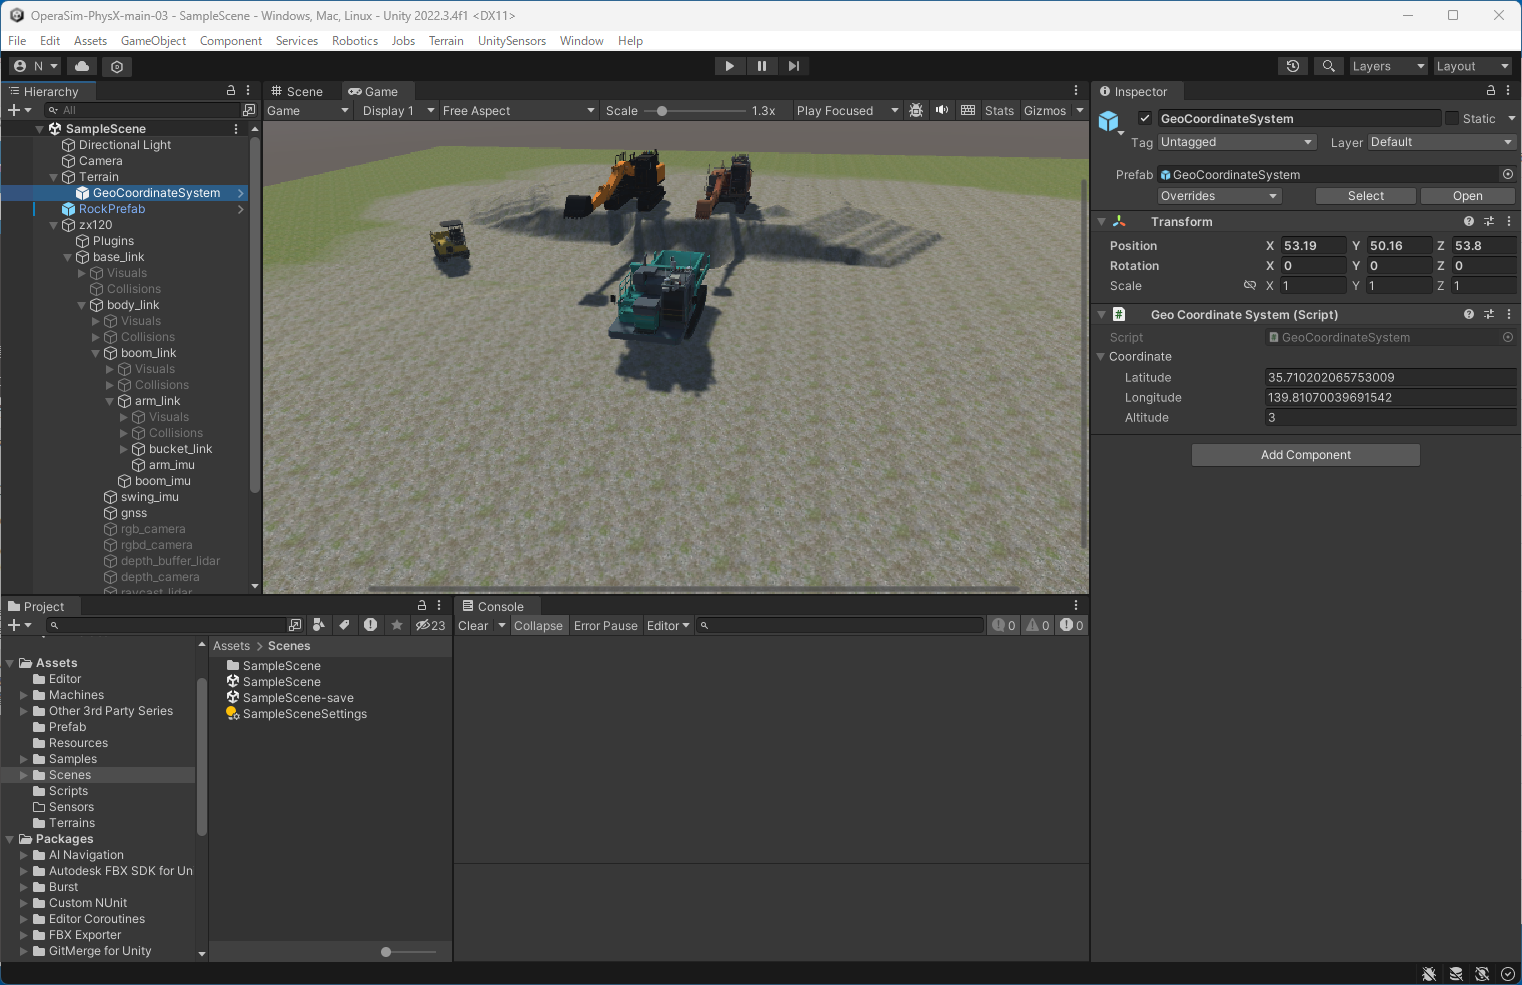 OperaSim-PhysX-main-03 - SampleScene - Windows, Mac, Linux - Unity 2022.3.4f1 <DX11>
File Edit Assets GameObject Component Services Robotics Jobs Terrain UnitySensors Window Help
N Layers Layout
Hierarchy
All
SampleScene
Directional Light
Camera
Terrain
GeoCoordinateSystem
RockPrefab
zx120
Plugins
base_link
Visuals
Collisions
body_link
Visuals
Collisions
boom_link
Visuals
Collisions
arm_link
Visuals
Collisions
bucket_link
arm_imu
boom_imu
swing_imu
gnss
rgb_camera
rgbd_camera
depth_buffer_lidar
depth_camera
raycast_lidar
Scene Game
Game Display 1 Free Aspect Scale 1.3x Play Focused Stats Gizmos
Inspector
GeoCoordinateSystem Static
Tag Untagged Layer Default
Prefab GeoCoordinateSystem
Overrides Select Open
Transform
Position X 53.19 Y 50.16 Z 53.8
Rotation X 0 Y 0 Z 0
Scale X 1 Y 1 Z 1
# Geo Coordinate System (Script)
Script GeoCoordinateSystem
Coordinate
Latitude 35.710202065753009
Longitude 139.81070039691542
Altitude 3
Add Component
Project
23
Assets
Editor
Machines
Other 3rd Party Series
Prefab
Resources
Samples
Scenes
Scripts
Sensors
Terrains
Packages
AI Navigation
Autodesk FBX SDK for Un
Burst
Custom NUnit
Editor Coroutines
FBX Exporter
GitMerge for Unity
Assets > Scenes
SampleScene
SampleScene
SampleScene-save
SampleSceneSettings
Console
Clear Collapse Error Pause Editor 0 0 0